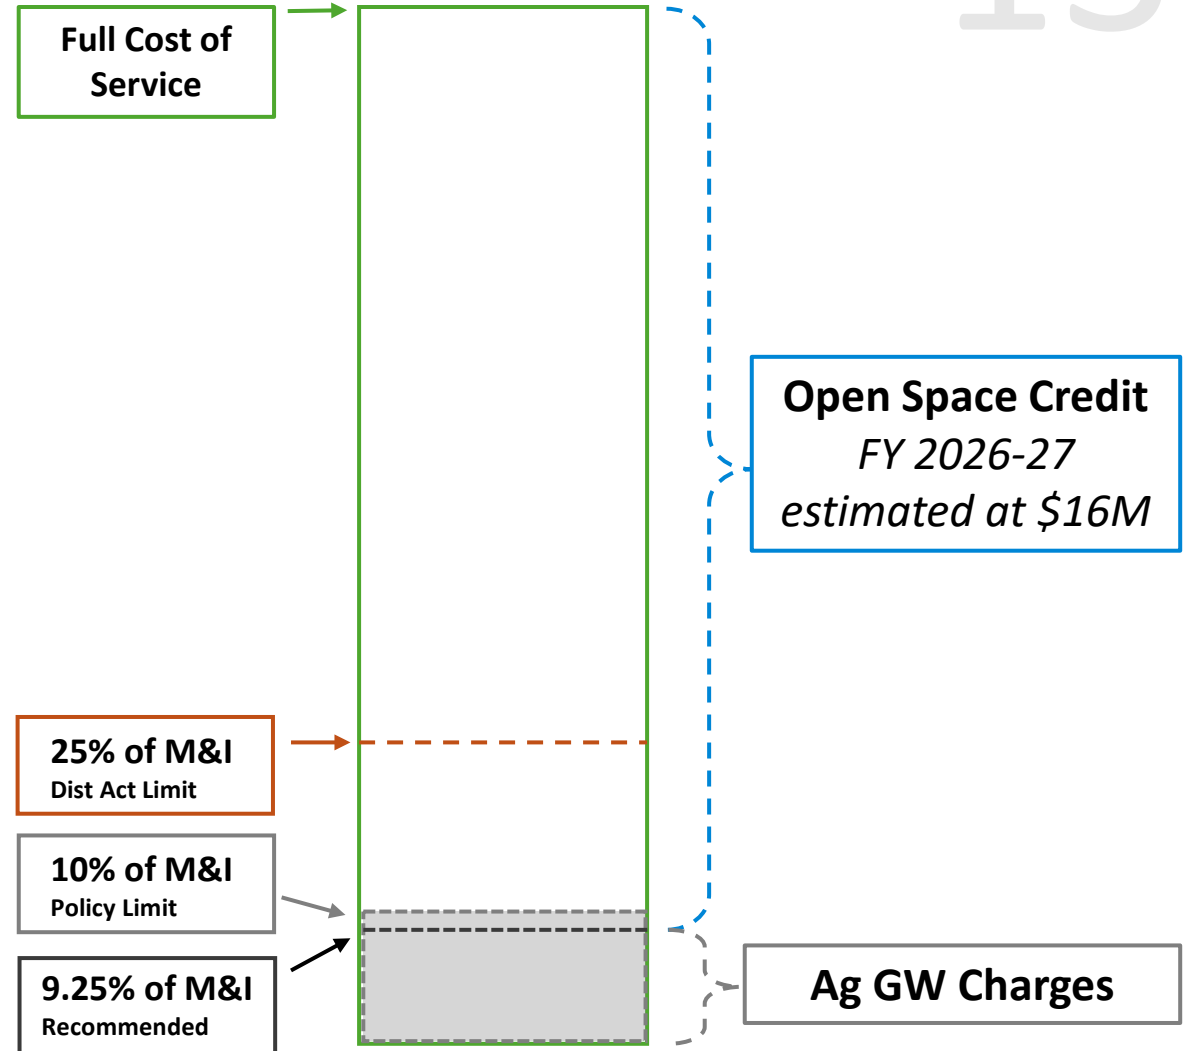 13
Full Cost of
Service
Open Space Credit
FY 2026-27
estimated at $16M
25% of M&I
Dist Act Limit
10% of M&I
Policy Limit
9.25% of M&I
Recommended
Ag GW Charges